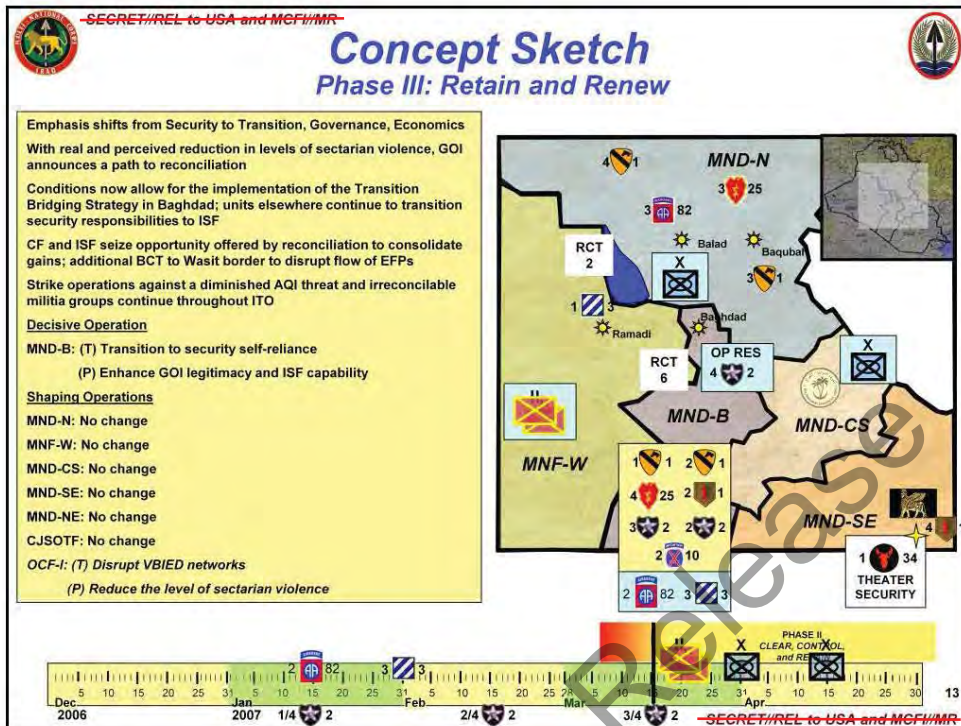 SECRET//REL to USA and MCFI//MR
Concept Sketch
Phase III: Retain and Renew
Emphasis shifts from Security to Transition, Governance, Economics
With real and perceived reduction in levels of sectarian violence, GOI
announces a path to reconciliation
Conditions now allow for the implementation of the Transition
Bridging Strategy in Baghdad; units elsewhere continue to transition
security responsibilities to ISF
CF and ISF seize opportunity offered by reconciliation to consolidate
gains; additional BCT to Wasit border to disrupt flow of EFPs
Strike operations against a diminished AQI threat and irreconcilable
militia groups continue throughout ITO
Decisive Operation
MND-B: (T) Transition to security self-reliance
(P) Enhance GOI legitimacy and ISF capability
Shaping Operations
MND-N: No change
MNF-W: No change
MND-CS: No change
MND-SE: No change
MND-NE: No change
CJSOTF: No change
OCF-I: (T) Disrupt VBIED networks
(P) Reduce the level of sectarian violence
4 1
MND-N
3 25
3 AA 82
RCT
2
Balad
Baqubah
X
3 1
1 3
Ramadi
Baghdad
X
RCT
6
OP RES
4 2
II
MND-B
MND-CS
MNF-W
1 1 2 1
4 25 2 1
3 2 2 2
2 10
2 AA 82 3 3
MND-SE
4 1
1 34
THEATER
SECURITY
Release
PHASE II
CLEAR, CONTROL,
and RETAIN
2 AA 82 3 3
II X X
5 10 15 20 25 31 5 10 15 20 25 31 5 10 15 20 25 28 5 10 15 20 25 31 5 10 15 20 25 30
13
Dec Jan Feb Mar Apr
2006 2007 1/4 2 2/4 2 3/4 2
SECRET//REL to USA and MCFI//MR